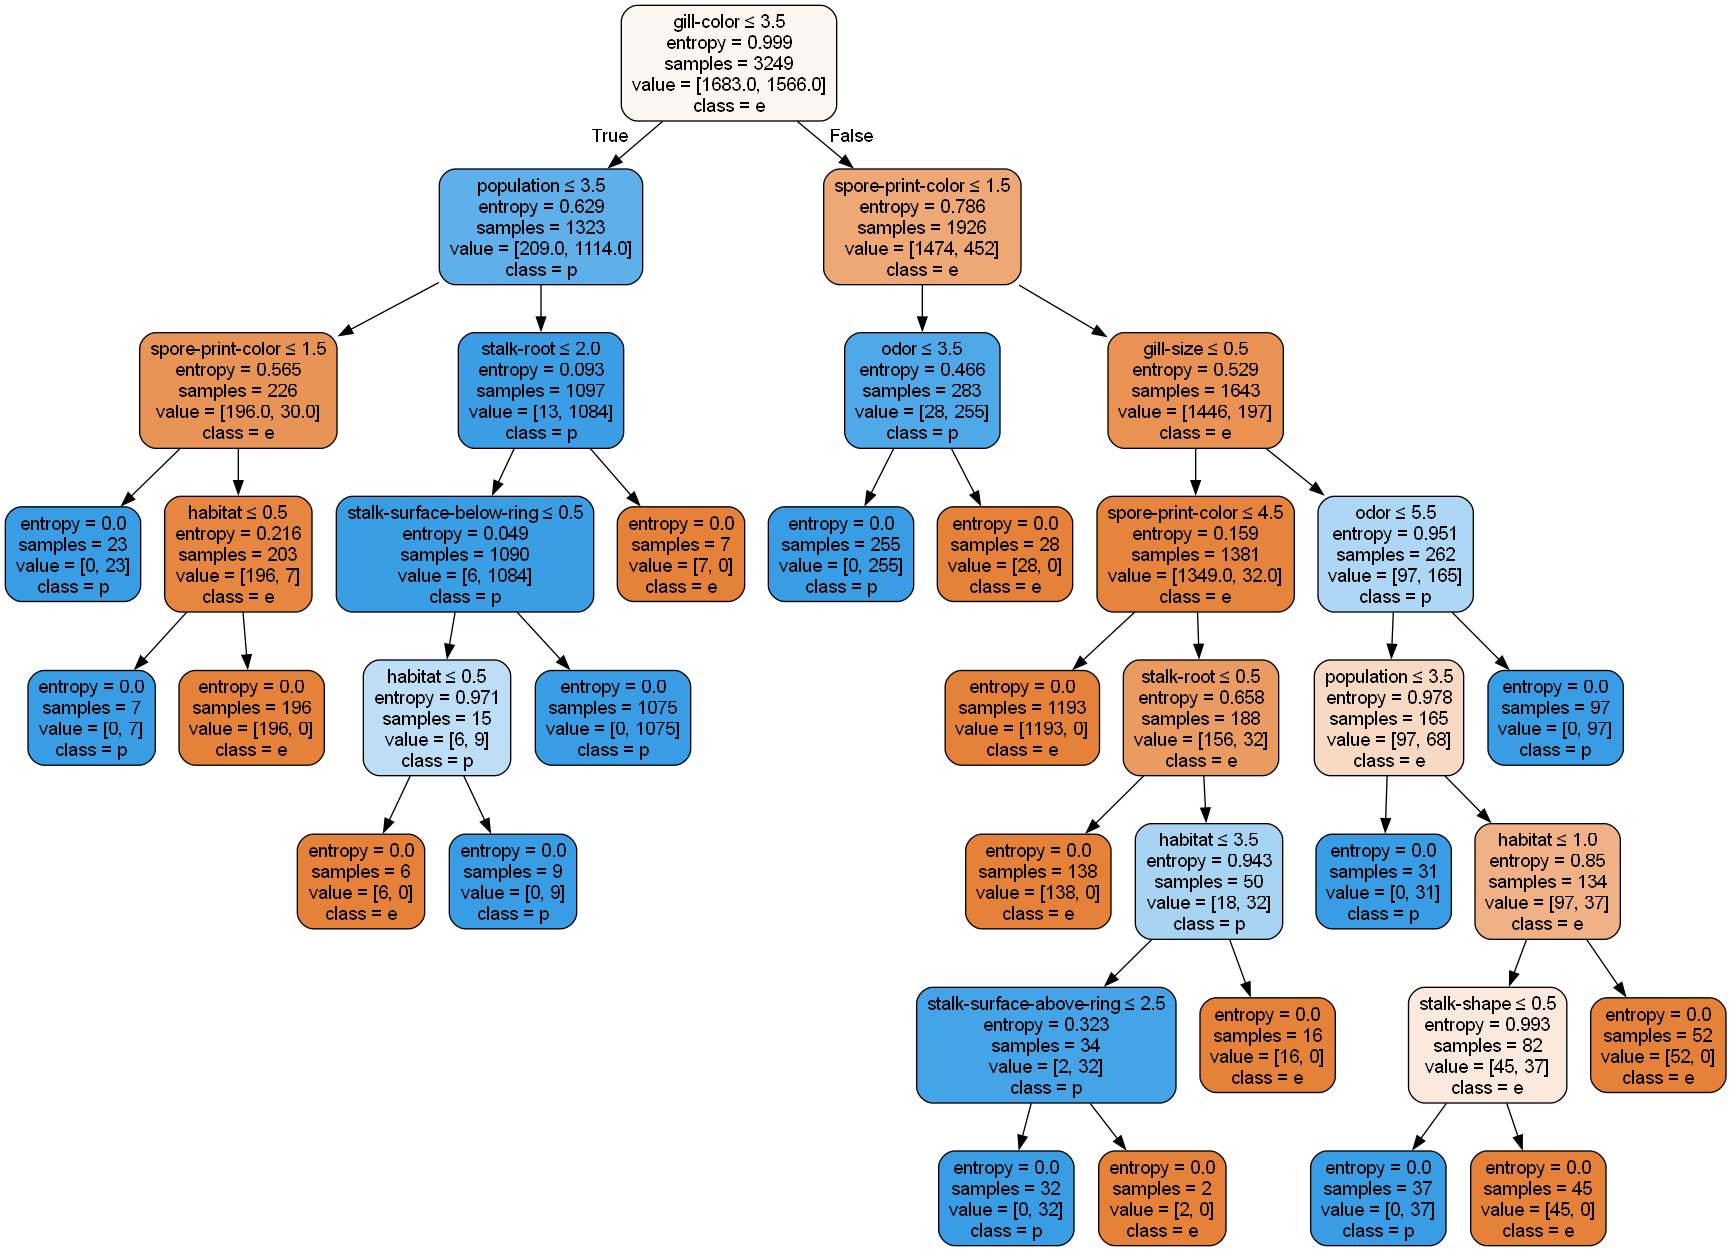 gill-color ≤ 3.5
entropy = 0.999
samples = 3249
value = [1683.0, 1566.0]
class = e
True
False
population ≤ 3.5
entropy = 0.629
samples = 1323
value = [209.0, 1114.0]
class = p
spore-print-color ≤ 1.5
entropy = 0.786
samples = 1926
value = [1474, 452]
class = e
spore-print-color ≤ 1.5
entropy = 0.565
samples = 226
value = [196.0, 30.0]
class = e
stalk-root ≤ 2.0
entropy = 0.093
samples = 1097
value = [13, 1084]
class = p
odor ≤ 3.5
entropy = 0.466
samples = 283
value = [28, 255]
class = p
gill-size ≤ 0.5
entropy = 0.529
samples = 1643
value = [1446, 197]
class = e
entropy = 0.0
samples = 23
value = [0, 23]
class = p
habitat ≤ 0.5
entropy = 0.216
samples = 203
value = [196, 7]
class = e
stalk-surface-below-ring ≤ 0.5
entropy = 0.049
samples = 1090
value = [6, 1084]
class = p
entropy = 0.0
samples = 7
value = [7, 0]
class = e
entropy = 0.0
samples = 255
value = [0, 255]
class = p
entropy = 0.0
samples = 28
value = [28, 0]
class = e
spore-print-color ≤ 4.5
entropy = 0.159
samples = 1381
value = [1349.0, 32.0]
class = e
odor ≤ 5.5
entropy = 0.951
samples = 262
value = [97, 165]
class = p
entropy = 0.0
samples = 7
value = [0, 7]
class = p
entropy = 0.0
samples = 196
value = [196, 0]
class = e
habitat ≤ 0.5
entropy = 0.971
samples = 15
value = [6, 9]
class = p
entropy = 0.0
samples = 1075
value = [0, 1075]
class = p
entropy = 0.0
samples = 1193
value = [1193, 0]
class = e
stalk-root ≤ 0.5
entropy = 0.658
samples = 188
value = [156, 32]
class = e
population ≤ 3.5
entropy = 0.978
samples = 165
value = [97, 68]
class = e
entropy = 0.0
samples = 97
value = [0, 97]
class = p
entropy = 0.0
samples = 6
value = [6, 0]
class = e
entropy = 0.0
samples = 9
value = [0, 9]
class = p
entropy = 0.0
samples = 138
value = [138, 0]
class = e
habitat ≤ 3.5
entropy = 0.943
samples = 50
value = [18, 32]
class = p
entropy = 0.0
samples = 31
value = [0, 31]
class = p
habitat ≤ 1.0
entropy = 0.85
samples = 134
value = [97, 37]
class = e
stalk-surface-above-ring ≤ 2.5
entropy = 0.323
samples = 34
value = [2, 32]
class = p
entropy = 0.0
samples = 16
value = [16, 0]
class = e
stalk-shape ≤ 0.5
entropy = 0.993
samples = 82
value = [45, 37]
class = e
entropy = 0.0
samples = 52
value = [52, 0]
class = e
entropy = 0.0
samples = 32
value = [0, 32]
class = p
entropy = 0.0
samples = 2
value = [2, 0]
class = e
entropy = 0.0
samples = 37
value = [0, 37]
class = p
entropy = 0.0
samples = 45
value = [45, 0]
class = e